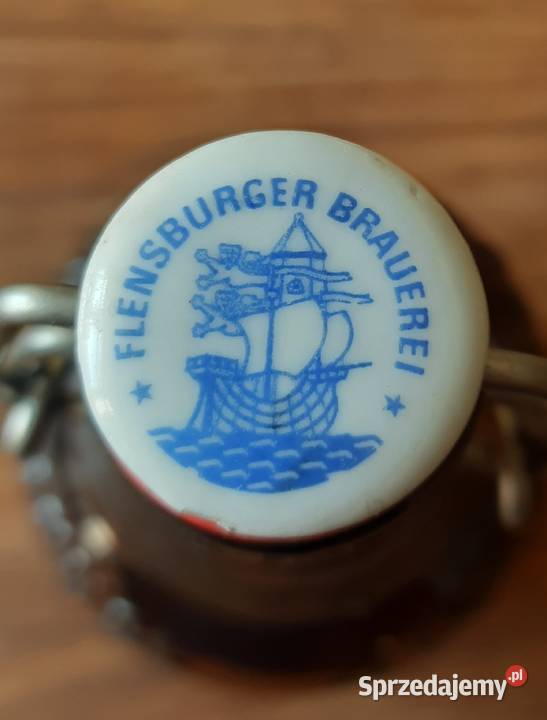 ★ FLENSBURGER BRAUEREI ★
Sprzedajemy.pl